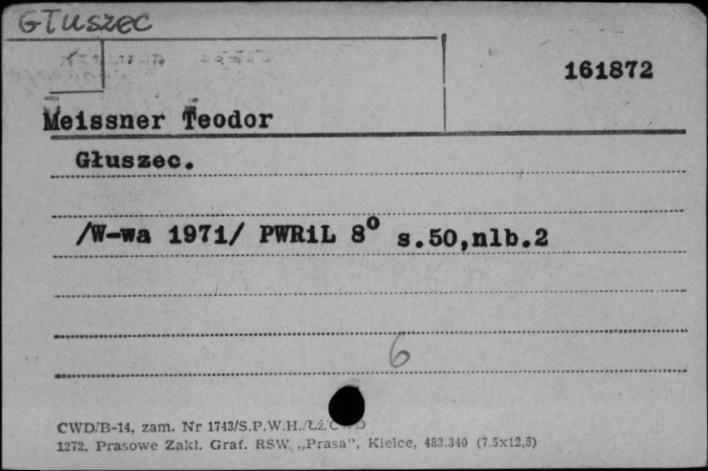 Głuszec
161872
Meissner Teodor
Głuszec.
/W-wa 1971/ PWRiL 8° s.50,nlb.2
6
CWD/B-14, zam. Nr 1743/S.P.W.H./Łź/
1272. Prasowe Zakł. Graf. RSW „Prasa”, Kielce, 483.340 (7.5x12,5)